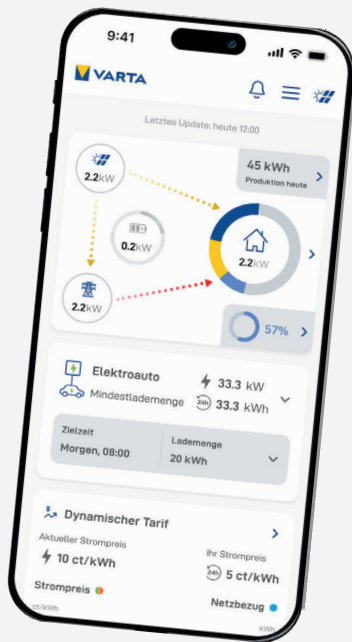 9:41
VARTA
Letztes Update: heute 12:00
2.2kW
45 kWh
Produktion heute
0.2kW
2.2kW
2.2kW
57%
Elektroauto
33.3 kW
Mindestlademenge
24h
33.3 kWh
Zielzeit
Lademenge
Morgen, 08:00
20 kWh
Dynamischer Tarif
Aktueller Strompreis
Ihr Strompreis
10 ct/kWh
24h
5 ct/kWh
Strompreis
Netzbezug
ct/kWh
kWh